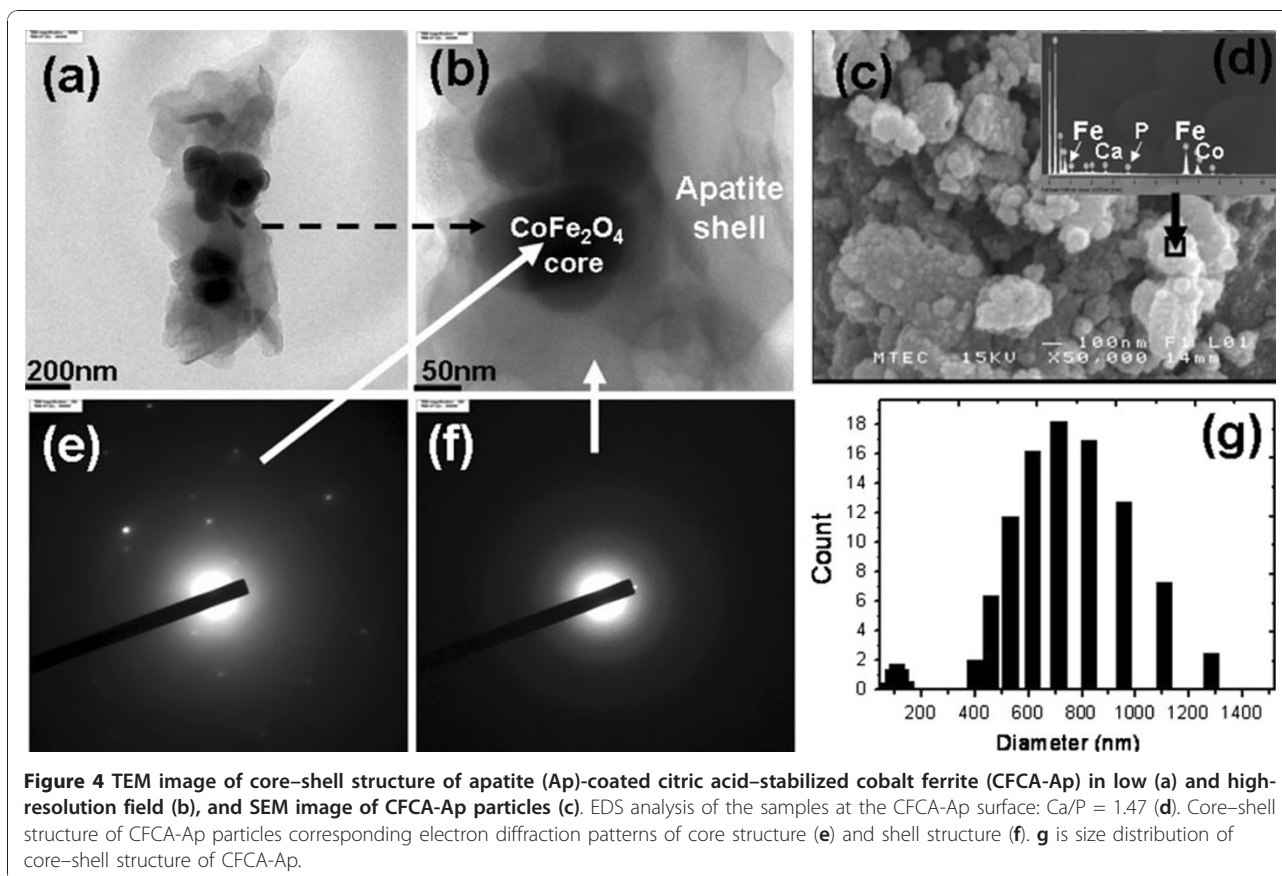 (a)
200nm
(b)
CoFe₂O₄
core
Apatite
shell
50nm
(c)
(d)
Fe
Ca
P
Fe
Co
100nm F1 L01
MTEC 15KV X50,000 14mm
(e)
(f)
(g)
18
16
14
12
10
8
6
4
2
0
Count
200 400 600 800 1000 1200 1400
Diameter (nm)
Figure 4 TEM image of core–shell structure of apatite (Ap)-coated citric acid–stabilized cobalt ferrite (CFCA-Ap) in low (a) and high-
resolution field (b), and SEM image of CFCA-Ap particles (c). EDS analysis of the samples at the CFCA-Ap surface: Ca/P = 1.47 (d). Core–shell
structure of CFCA-Ap particles corresponding electron diffraction patterns of core structure (e) and shell structure (f). g is size distribution of
core–shell structure of CFCA-Ap.